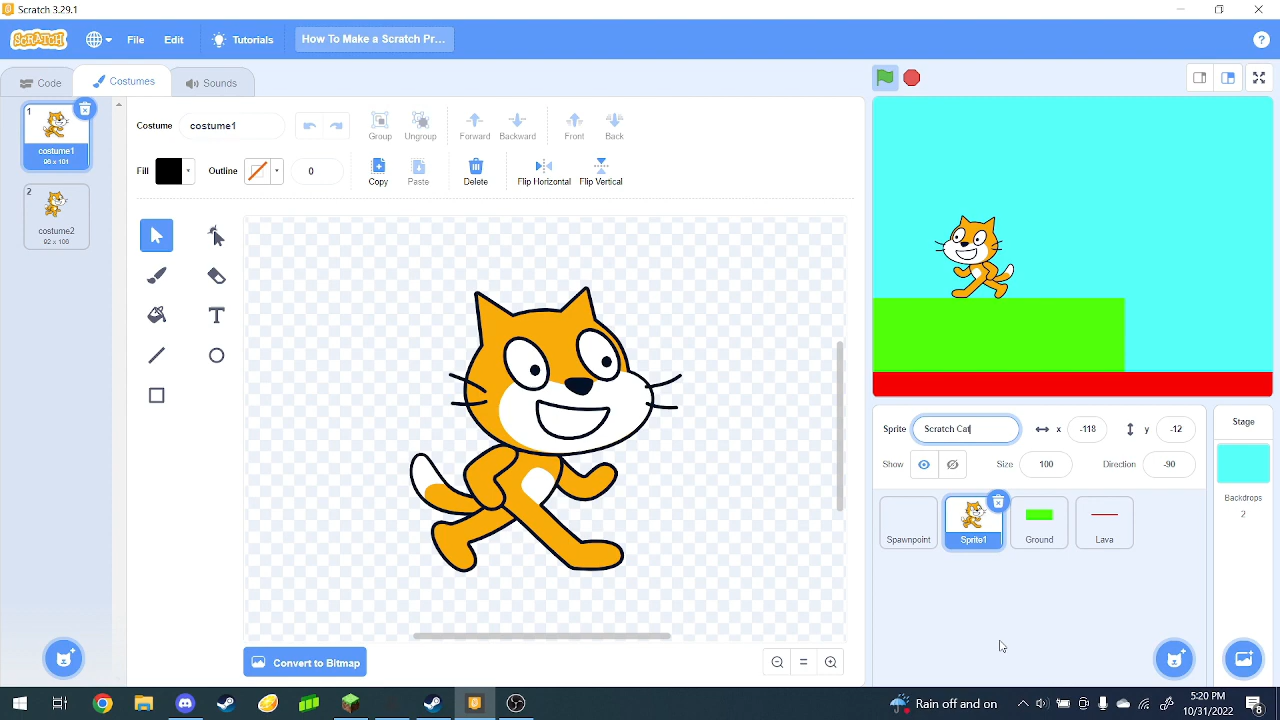 Scratch 3.29.1
SCRATCH File Edit Tutorials How To Make a Scratch Pr...
?
Code Costumes Sounds
Costume costume1 Group Ungroup Forward Backward Front Back
Fill Outline 0 Copy Paste Delete Flip Horizontal Flip Vertical
1
costume1
96 x 101
2
costume2
92 x 100
T
Convert to Bitmap
Sprite Scratch Cat x -118 y -12
Show Size 100 Direction -90
Spawnpoint Sprite1 Ground Lava
Stage
Backdrops
2
Rain off and on
5:20 PM
10/31/2022
8